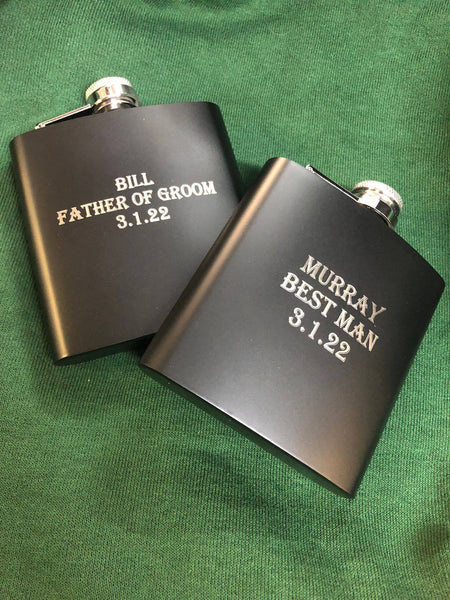 BILL
FATHER OF GROOM
3.1.22
MURRAY
BEST MAN
3.1.22